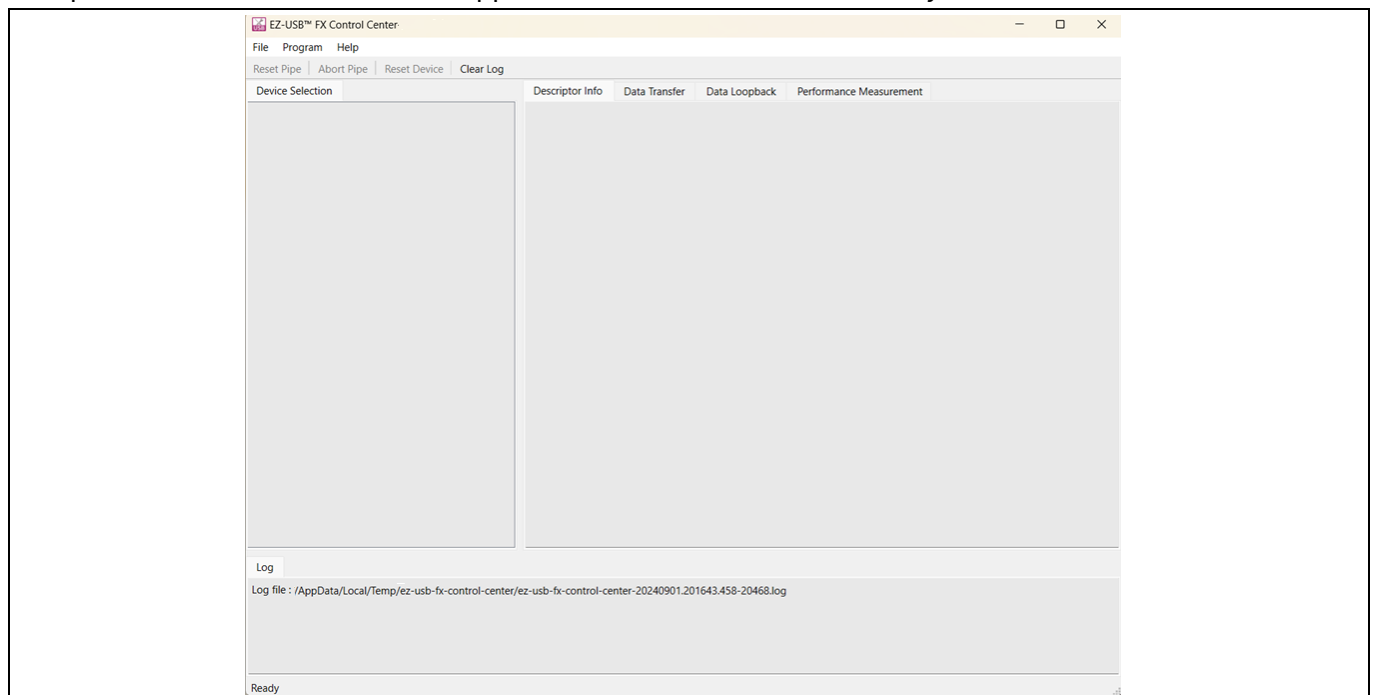 EZ-USB™ FX Control Center
File Program Help
Reset Pipe Abort Pipe Reset Device Clear Log
Device Selection
Descriptor Info Data Transfer Data Loopback Performance Measurement
Log
Log file : /AppData/Local/Temp/ez-usb-fx-control-center/ez-usb-fx-control-center-20240901.201643.458-20468.log
Ready